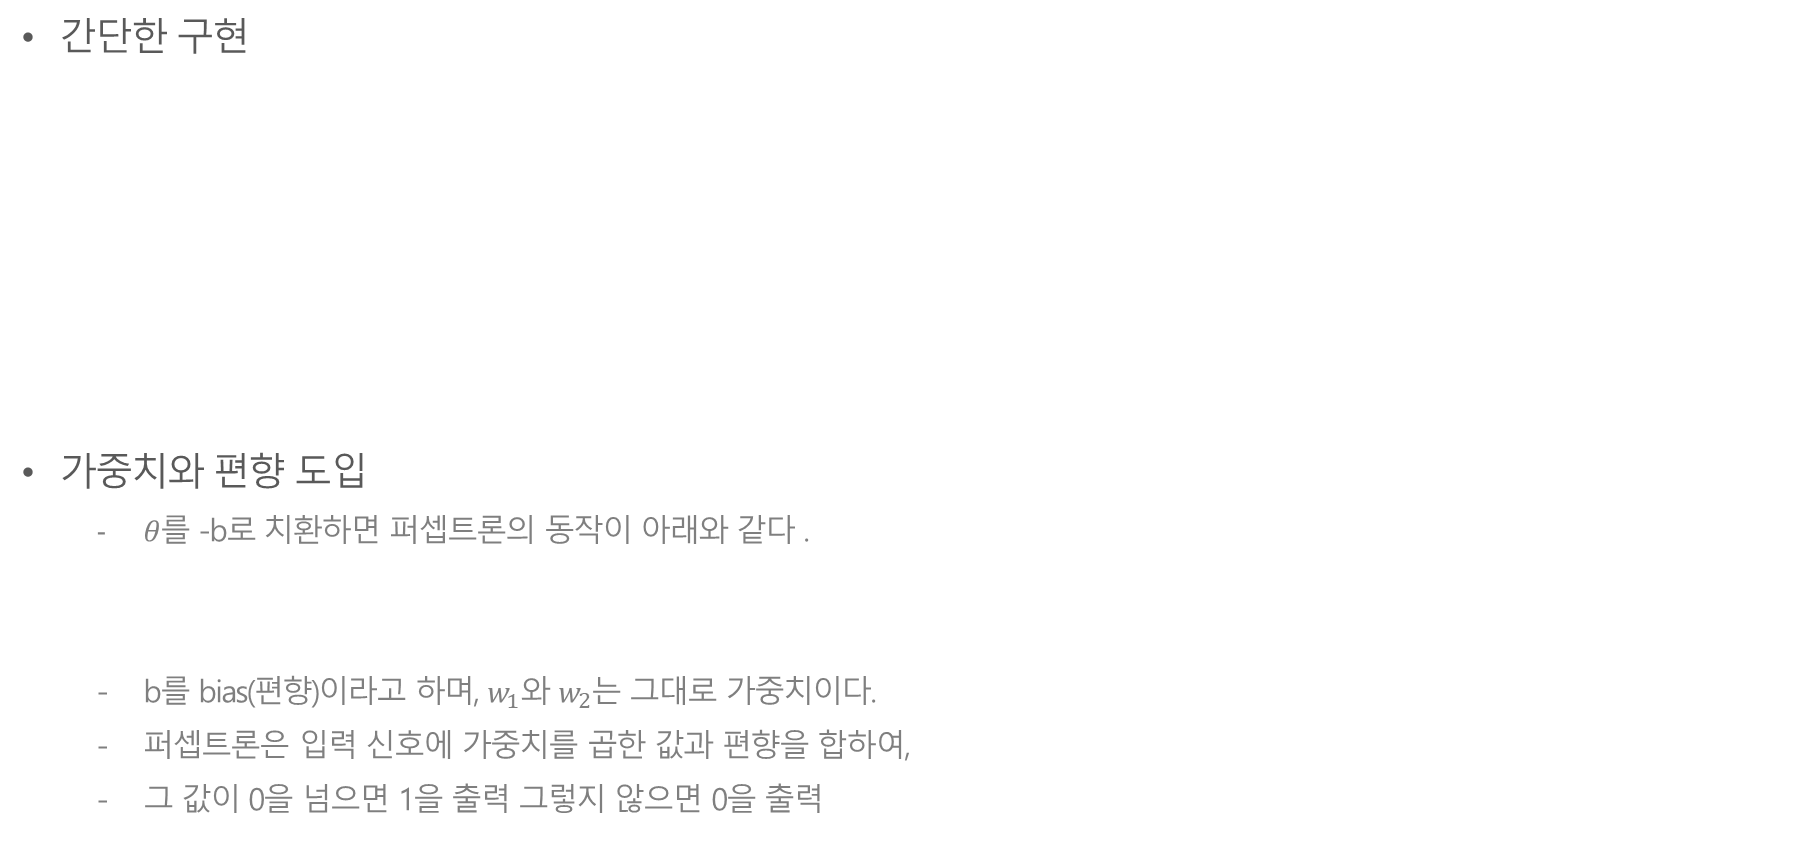 • 간단한 구현
• 가중치와 편향 도입
- θ를 -b로 치환하면 퍼셉트론의 동작이 아래와 같다 .
- b를 bias(편향)이라고 하며, w₁와 w₂는 그대로 가중치이다.
- 퍼셉트론은 입력 신호에 가중치를 곱한 값과 편향을 합하여,
- 그 값이 0을 넘으면 1을 출력 그렇지 않으면 0을 출력